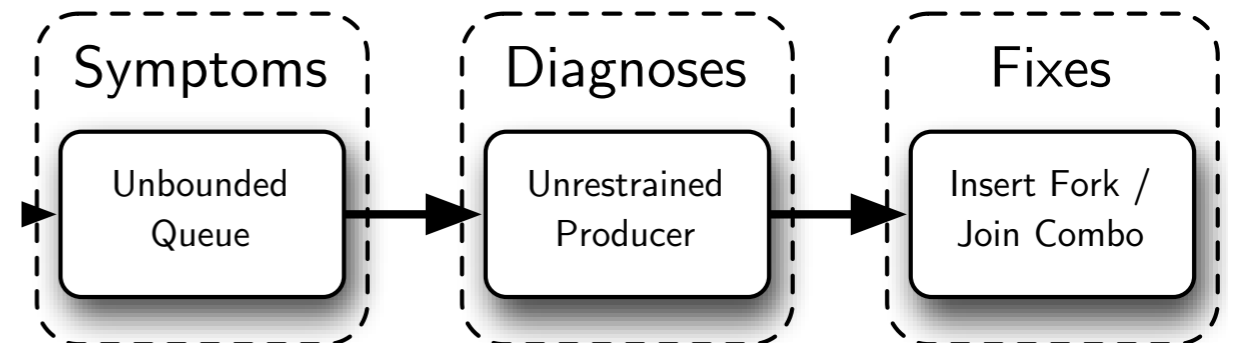 Symptoms
Unbounded
Queue
Diagnoses
Unrestrained
Producer
Fixes
Insert Fork /
Join Combo